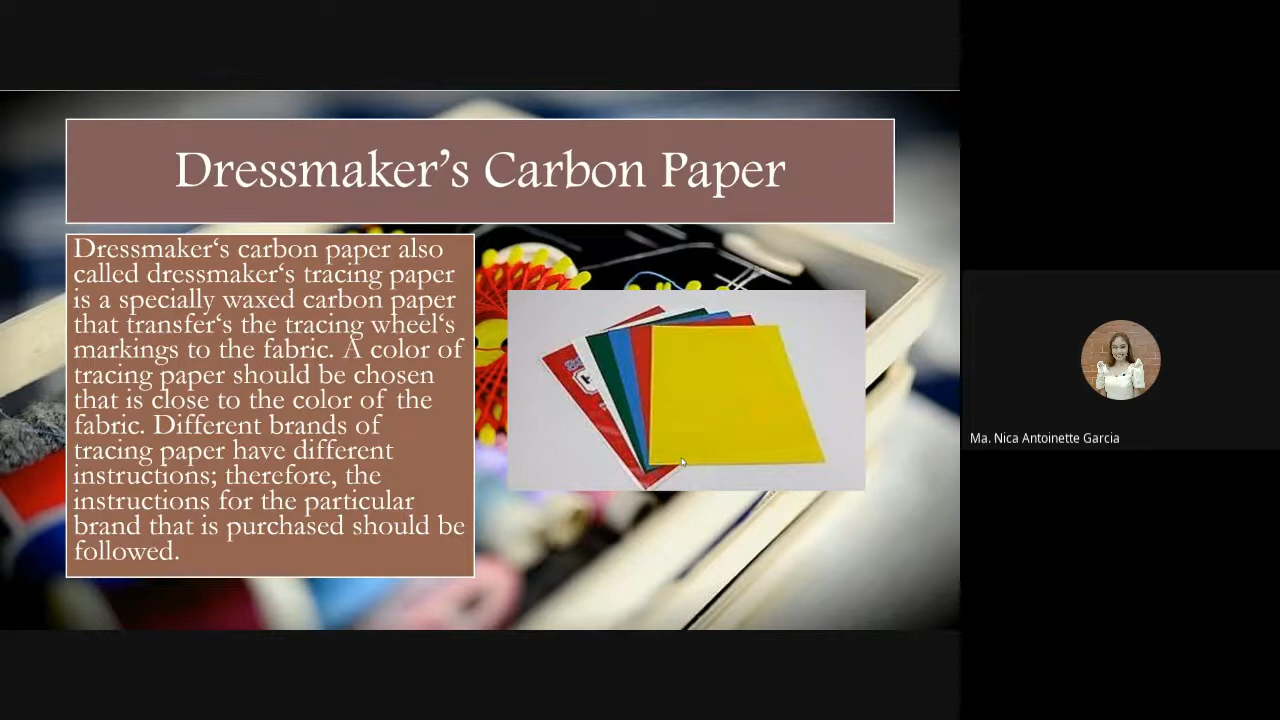 Dressmaker’s Carbon Paper
Dressmaker‘s carbon paper also
called dressmaker‘s tracing paper
is a specially waxed carbon paper
that transfer‘s the tracing wheel‘s
markings to the fabric. A color of
tracing paper should be chosen
that is close to the color of the
fabric. Different brands of
tracing paper have different
instructions; therefore, the
instructions for the particular
brand that is purchased should be
followed.
Ma. Nica Antoinette Garcia